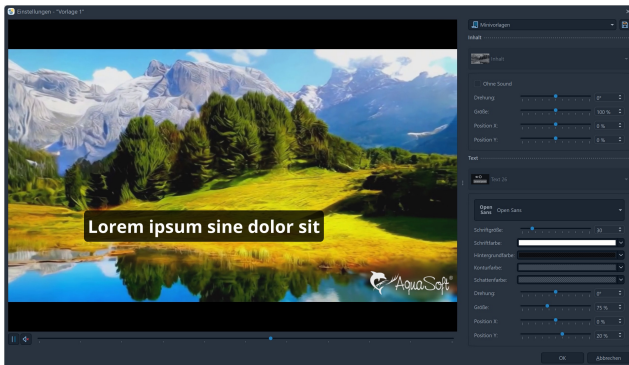 Einstellungen - "Vorlage 1"
Minivorlagen
Inhalt
Inhalt
Ohne Sound
Drehung: 0°
Größe: 100 %
Position X: 0 %
Position Y: 0 %
Text
Open Sans Open Sans
Schriftgröße: 30
Schriftfarbe:
Hintergrundfarbe:
Konturfarbe:
Schattenfarbe:
Drehung: 0°
Größe: 75 %
Position X: 0 %
Position Y: 20 %
Lorem ipsum sine dolor sit
AquaSoft®
OK Abbrechen